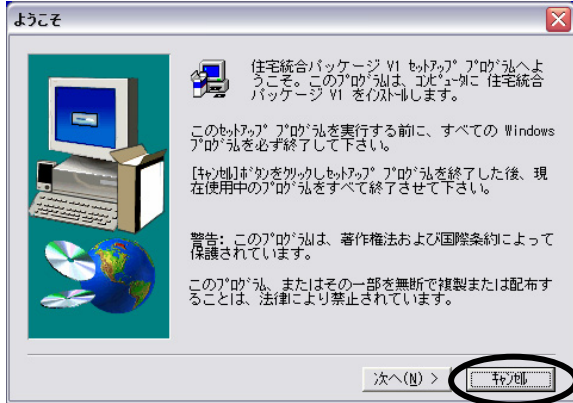 ようこそ
住宅統合パッケージ V1 ｾｯﾄｱｯﾌﾟ ﾌﾟﾛｸﾞﾗﾑへよ
うこそ。このﾌﾟﾛｸﾞﾗﾑは、ｺﾝﾋﾟｭｰﾀに 住宅統合
パッケージ V1 をｲﾝｽﾄｰﾙします。
このｾｯﾄｱｯﾌﾟ ﾌﾟﾛｸﾞﾗﾑを実行する前に、すべての Windows
ﾌﾟﾛｸﾞﾗﾑを必ず終了して下さい。
[ｷｬﾝｾﾙ]ﾎﾞﾀﾝをｸﾘｯｸしｾｯﾄｱｯﾌﾟ ﾌﾟﾛｸﾞﾗﾑを終了した後、現
在使用中のﾌﾟﾛｸﾞﾗﾑをすべて終了させて下さい。
警告: このﾌﾟﾛｸﾞﾗﾑは、著作権法および国際条約によって
保護されています。
このﾌﾟﾛｸﾞﾗﾑ、またはその一部を無断で複製または配布す
ることは、法律により禁止されています。
次へ(N) >
ｷｬﾝｾﾙ